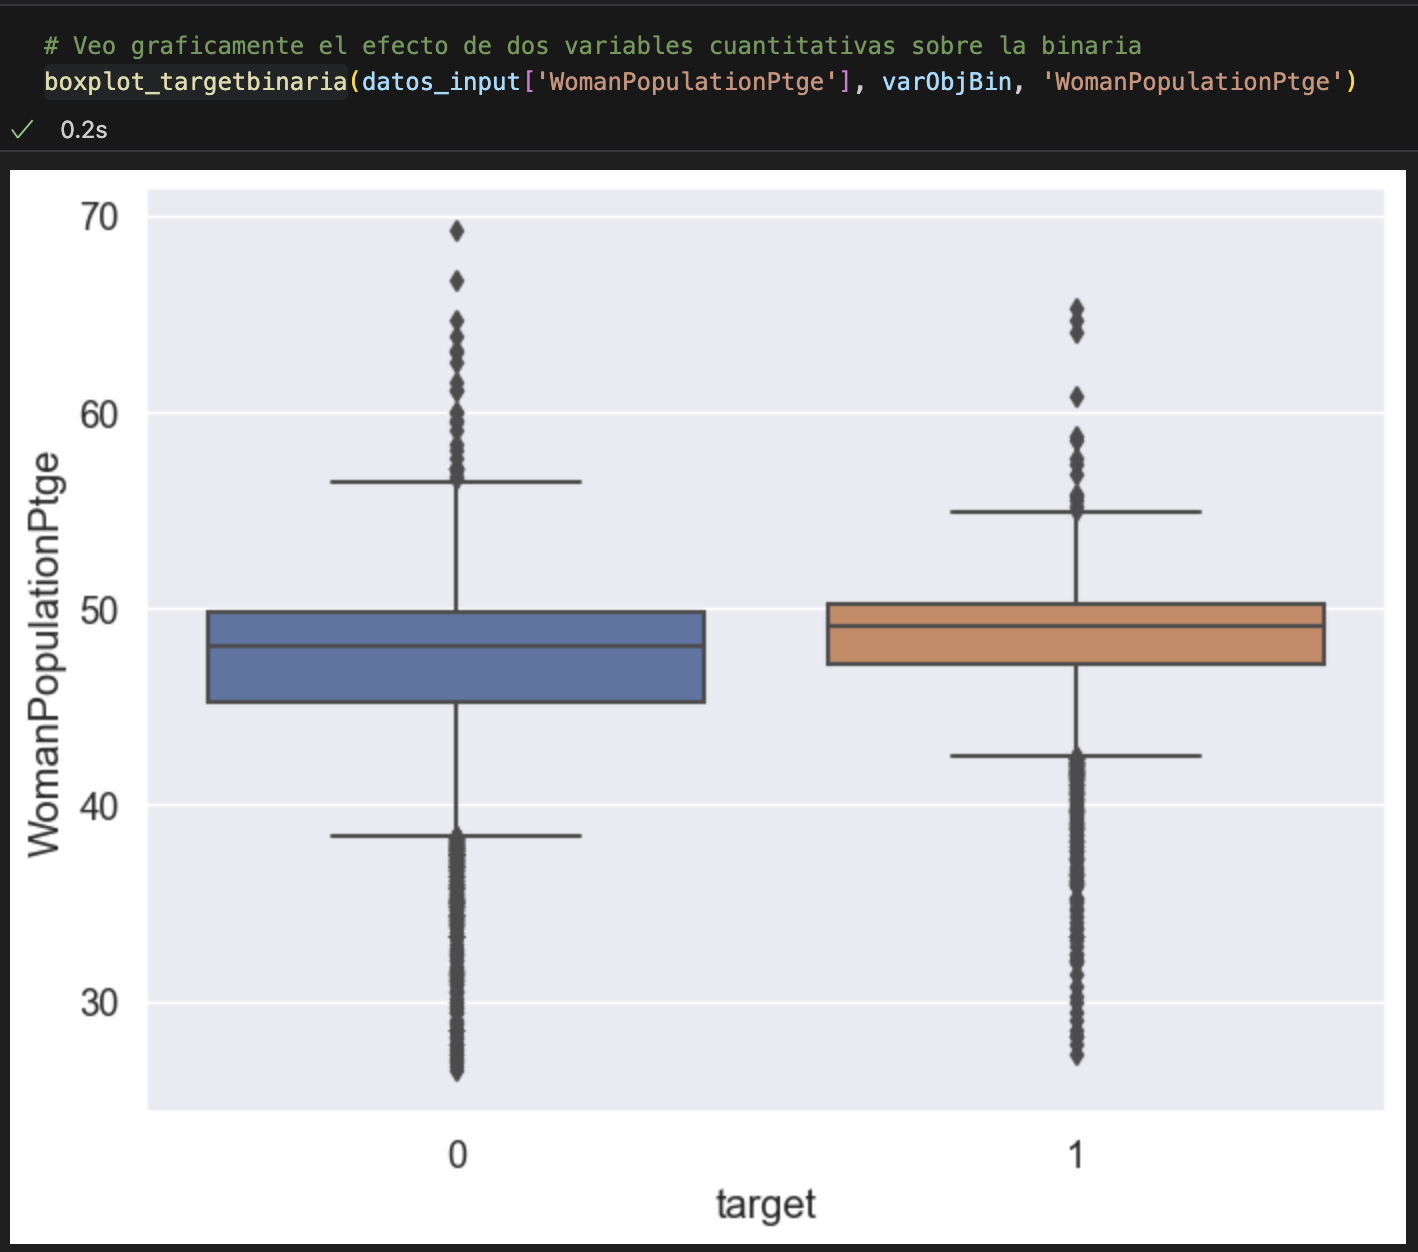 # Veo graficamente el efecto de dos variables cuantitativas sobre la binaria
boxplot_targetbinaria(datos_input['WomanPopulationPtge'], varObjBin, 'WomanPopulationPtge')
0.2s
70
60
50
40
30
WomanPopulationPtge
0
1
target